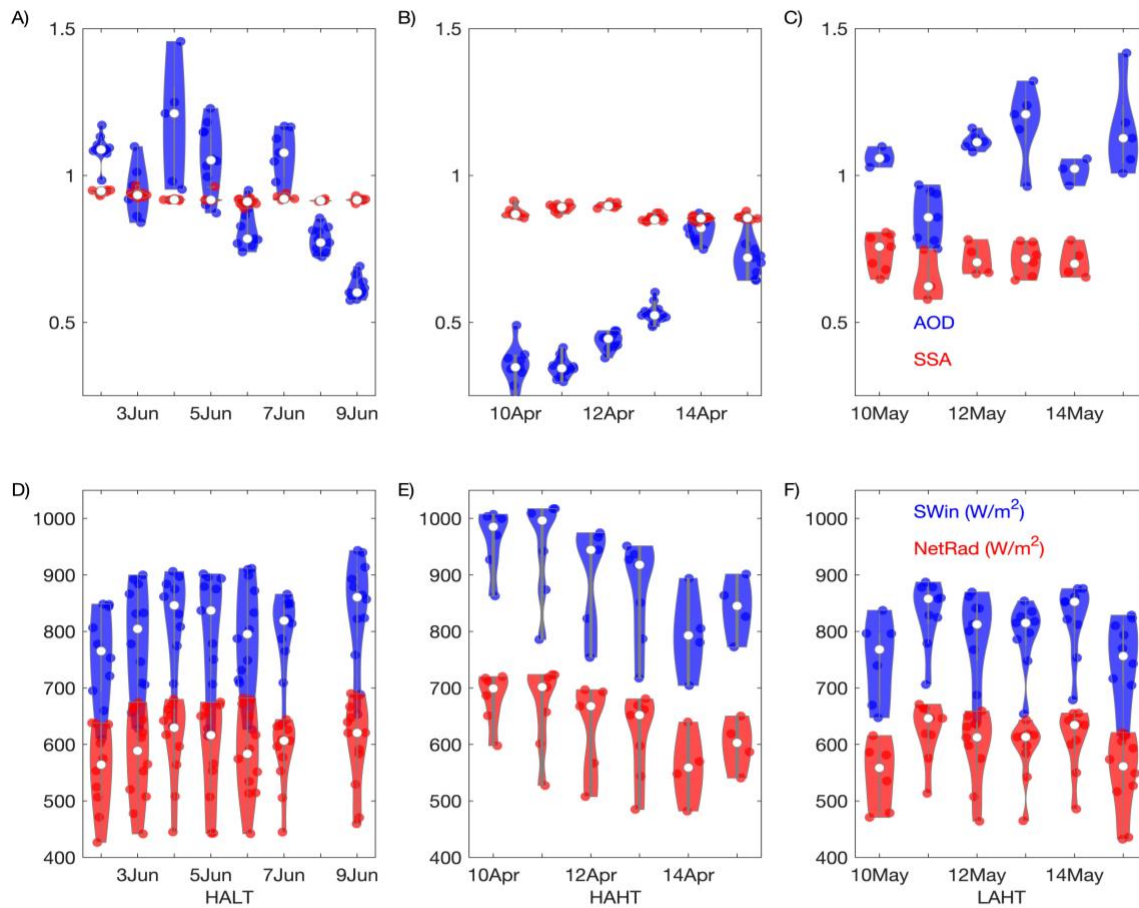 A)
B)
C)
1.5
1
0.5
3Jun 5Jun 7Jun 9Jun
1.5
1
0.5
10Apr 12Apr 14Apr
1.5
1
0.5
AOD
SSA
10May 12May 14May
D)
E)
F)
1000
900
800
700
600
500
400
3Jun 5Jun 7Jun 9Jun
HALT
1000
900
800
700
600
500
400
10Apr 12Apr 14Apr
HAHT
1000
900
800
700
600
500
400
SWin (W/m²)
NetRad (W/m²)
10May 12May 14May
LAHT